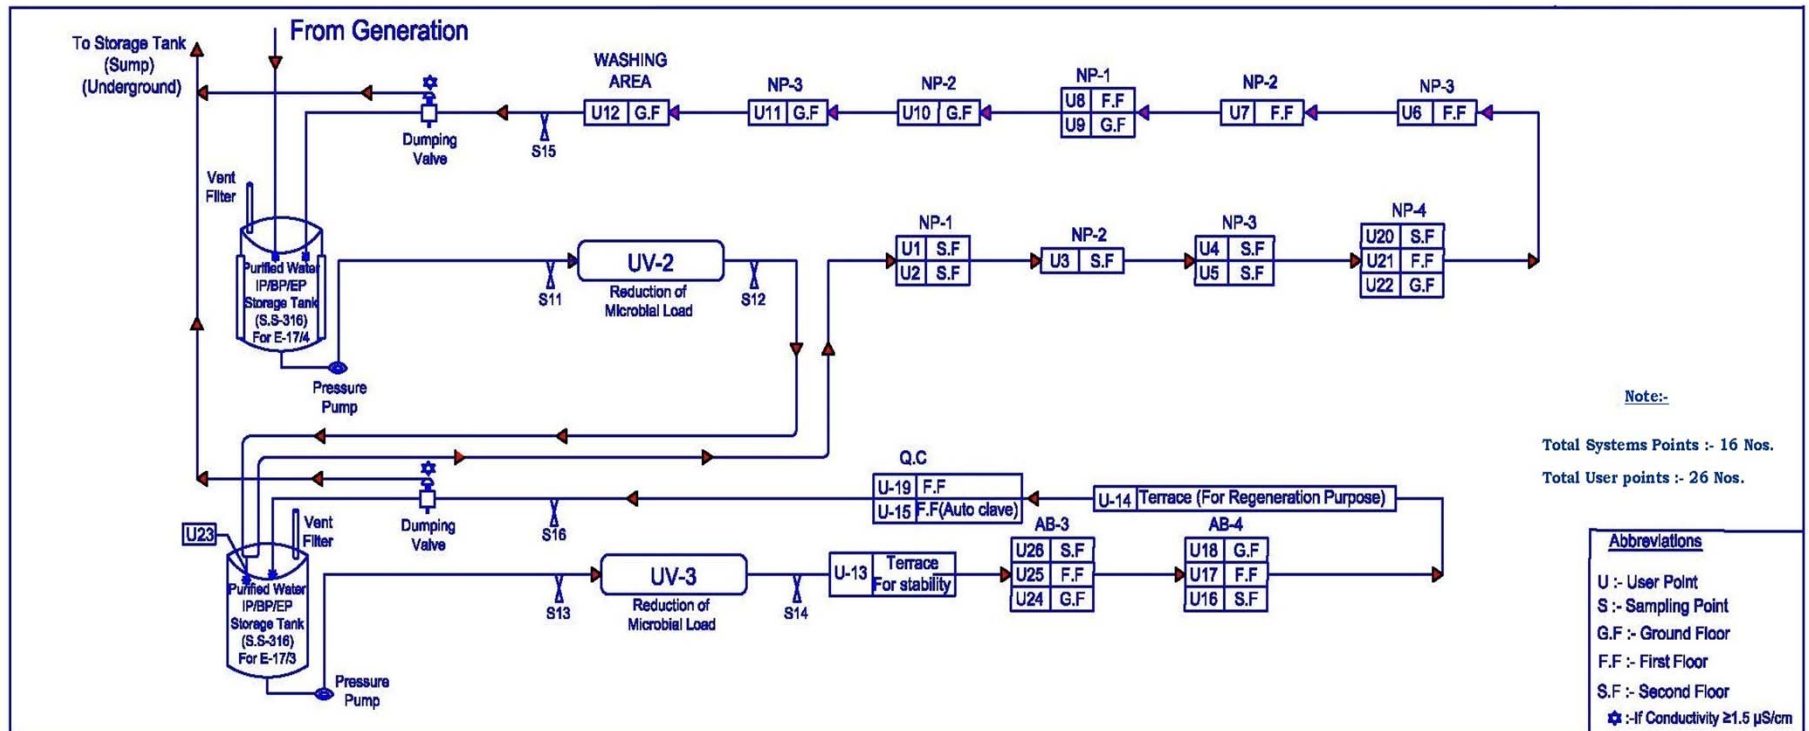 From Generation
To Storage Tank
(Sump)
(Underground)
WASHING
AREA
NP-3
NP-2
NP-1
NP-2
NP-3
U12 G.F
U11 G.F
U10 G.F
U8 F.F
U9 G.F
U7 F.F
U6 F.F
Dumping
Valve
S15
Vent
Filter
Purified Water
IP/BP/EP
Storage Tank
(S.S-316)
For E-17/4
Pressure
Pump
S11
UV-2
Reduction of
Microbial Load
S12
NP-1
U1 S.F
U2 S.F
NP-2
U3 S.F
NP-3
U4 S.F
U5 S.F
NP-4
U20 S.F
U21 F.F
U22 G.F
Note:-
Total Systems Points :- 16 Nos.
Total User points :- 26 Nos.
Q.C
U-19 F.F
U-15 F.F(Auto clave)
U-14 Terrace (For Regeneration Purpose)
Dumping
Valve
S16
U23
Vent
Filter
Purified Water
IP/BP/EP
Storage Tank
(S.S-316)
For E-17/3
Pressure
Pump
S13
UV-3
Reduction of
Microbial Load
S14
U-13 Terrace
For stability
AB-3
U26 S.F
U25 F.F
U24 G.F
AB-4
U18 G.F
U17 F.F
U16 S.F
Abbreviations
U :- User Point
S :- Sampling Point
G.F :- Ground Floor
F.F :- First Floor
S.F :- Second Floor
:-If Conductivity ≥1.5 µS/cm